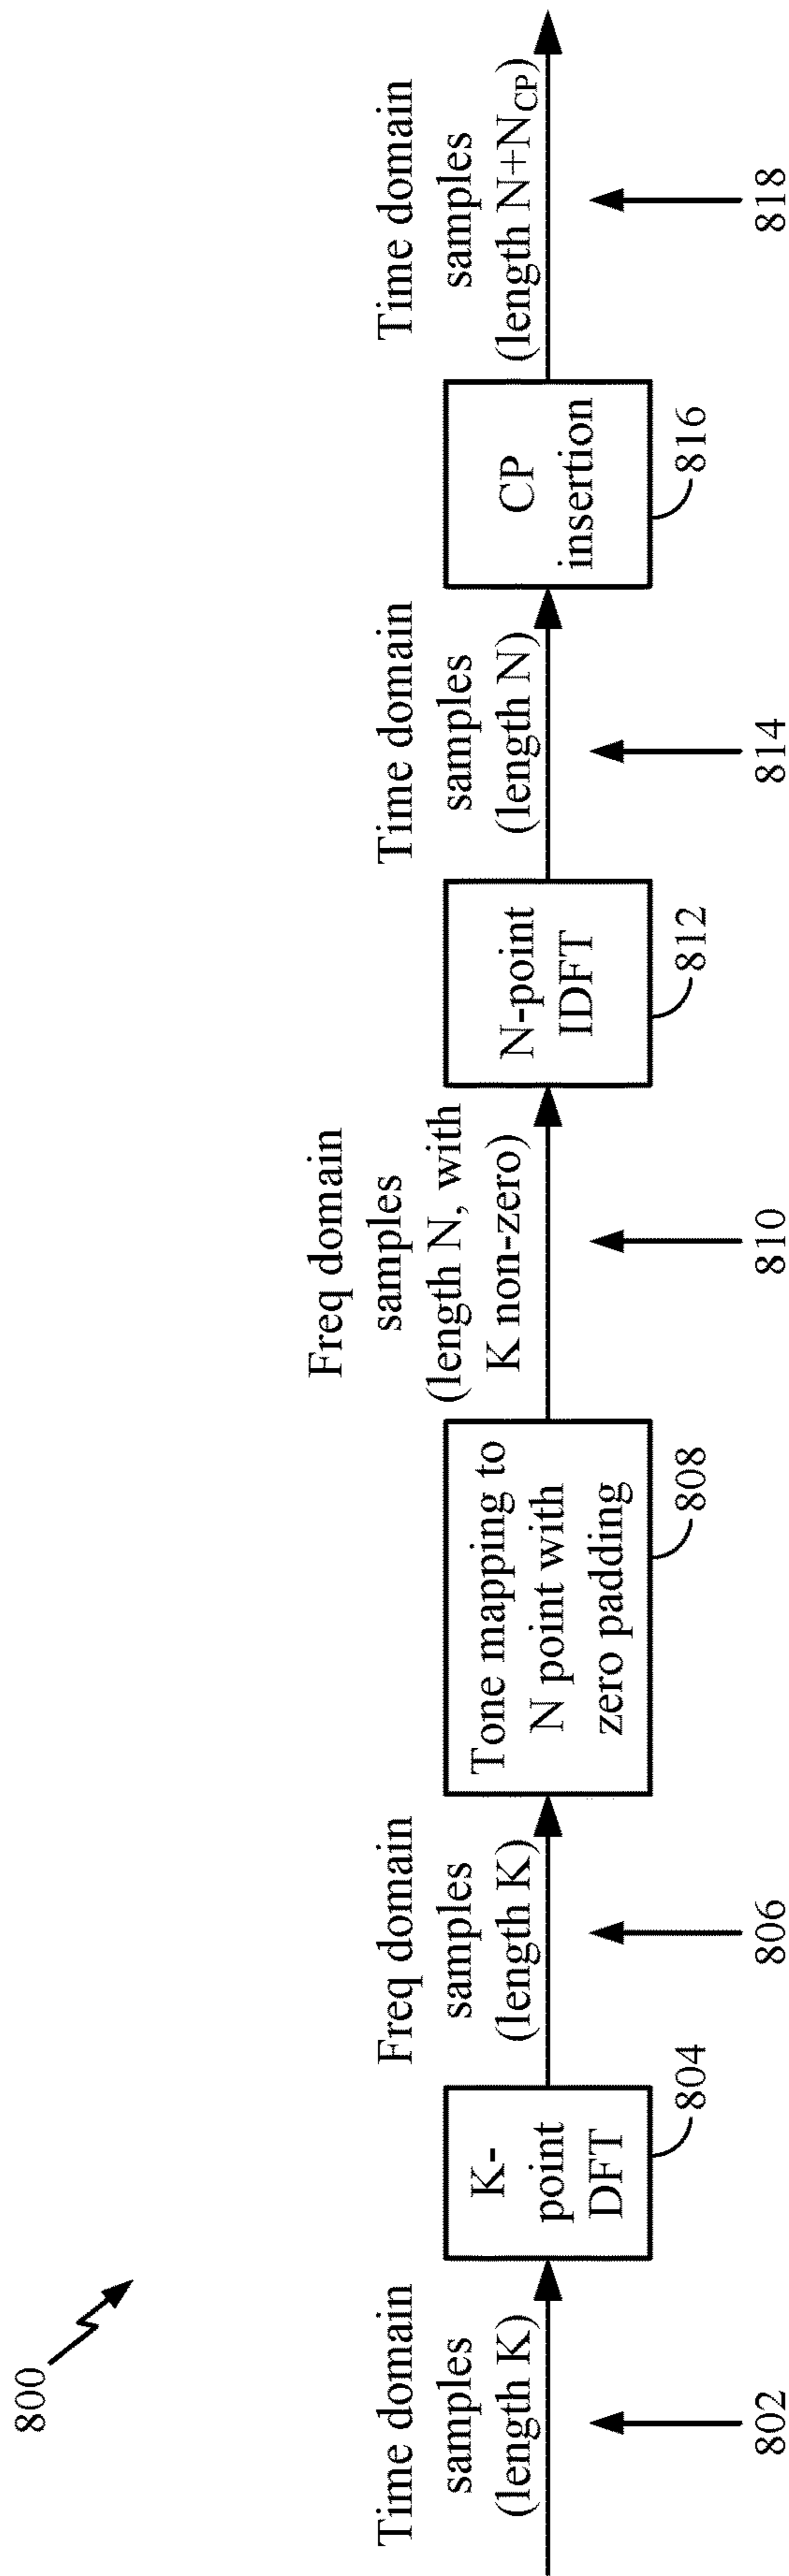 800
Time domain
samples
(length K)
802
K-
point
DFT
804
Freq domain
samples
(length K)
806
Tone mapping to
N point with
zero padding
808
Freq domain
samples
(length N, with
K non-zero)
810
N-point
IDFT
812
Time domain
samples
(length N)
814
CP
insertion
816
Time domain
samples
(length N+NCP)
818